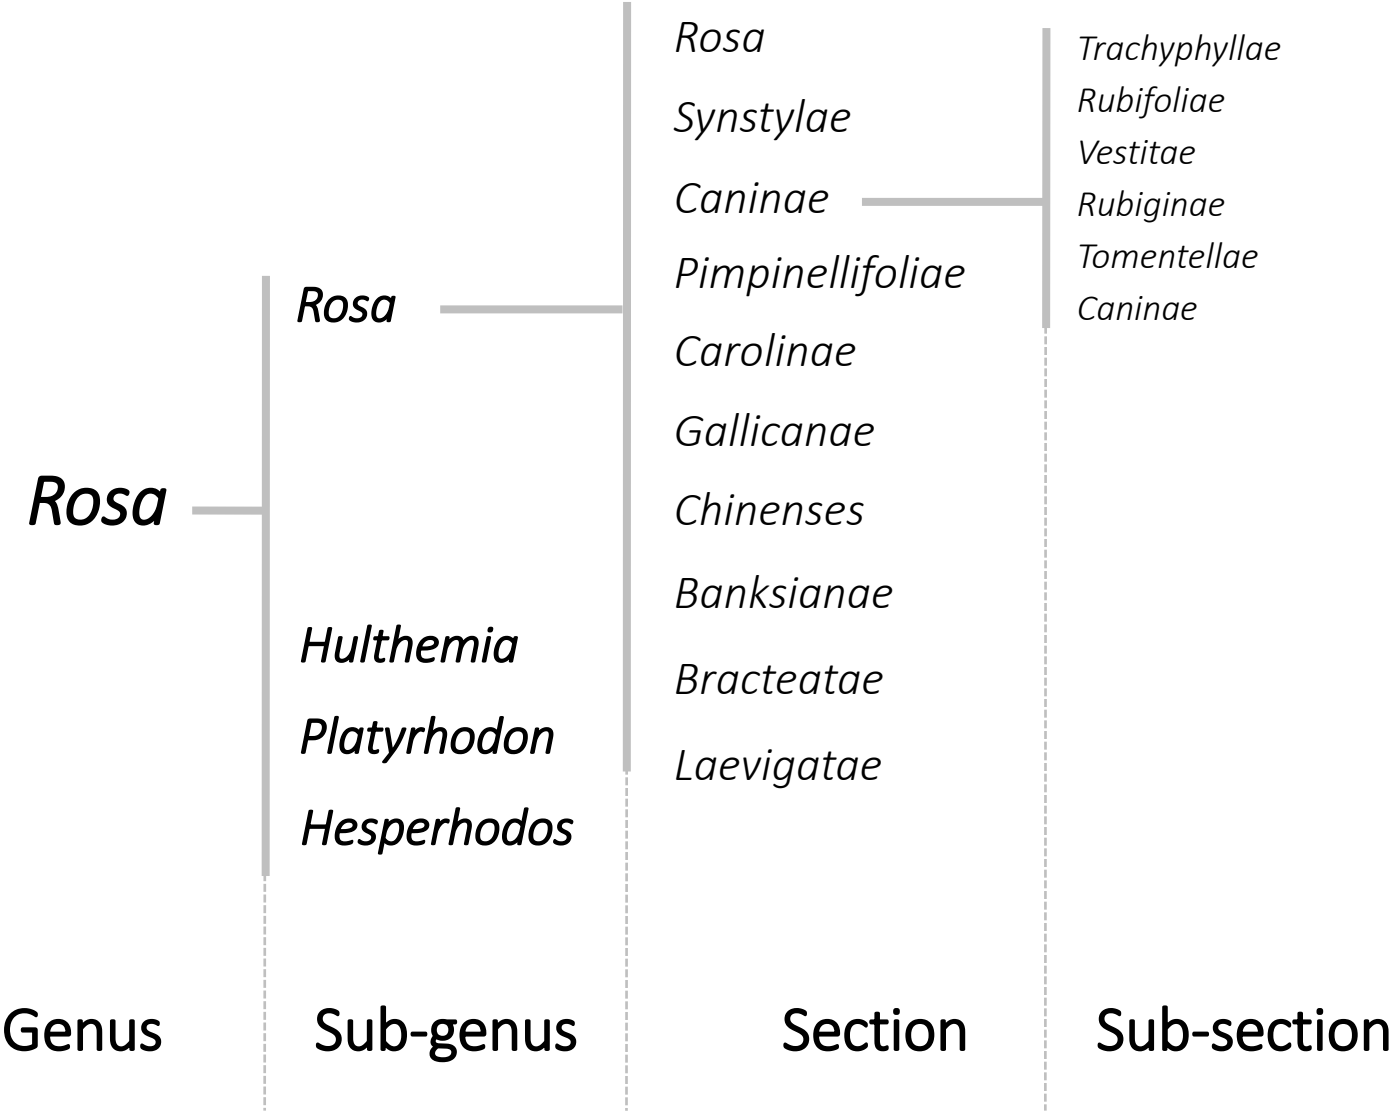 Rosa
Rosa
Hulthemia
Platyrhodon
Hesperhodos
Rosa
Synstylae
Caninae
Pimpinellifoliae
Carolinae
Gallicanae
Chinenses
Banksianae
Bracteatae
Laevigatae
Trachyphyllae
Rubifoliae
Vestitae
Rubiginae
Tomentellae
Caninae
Genus
Sub-genus
Section
Sub-section